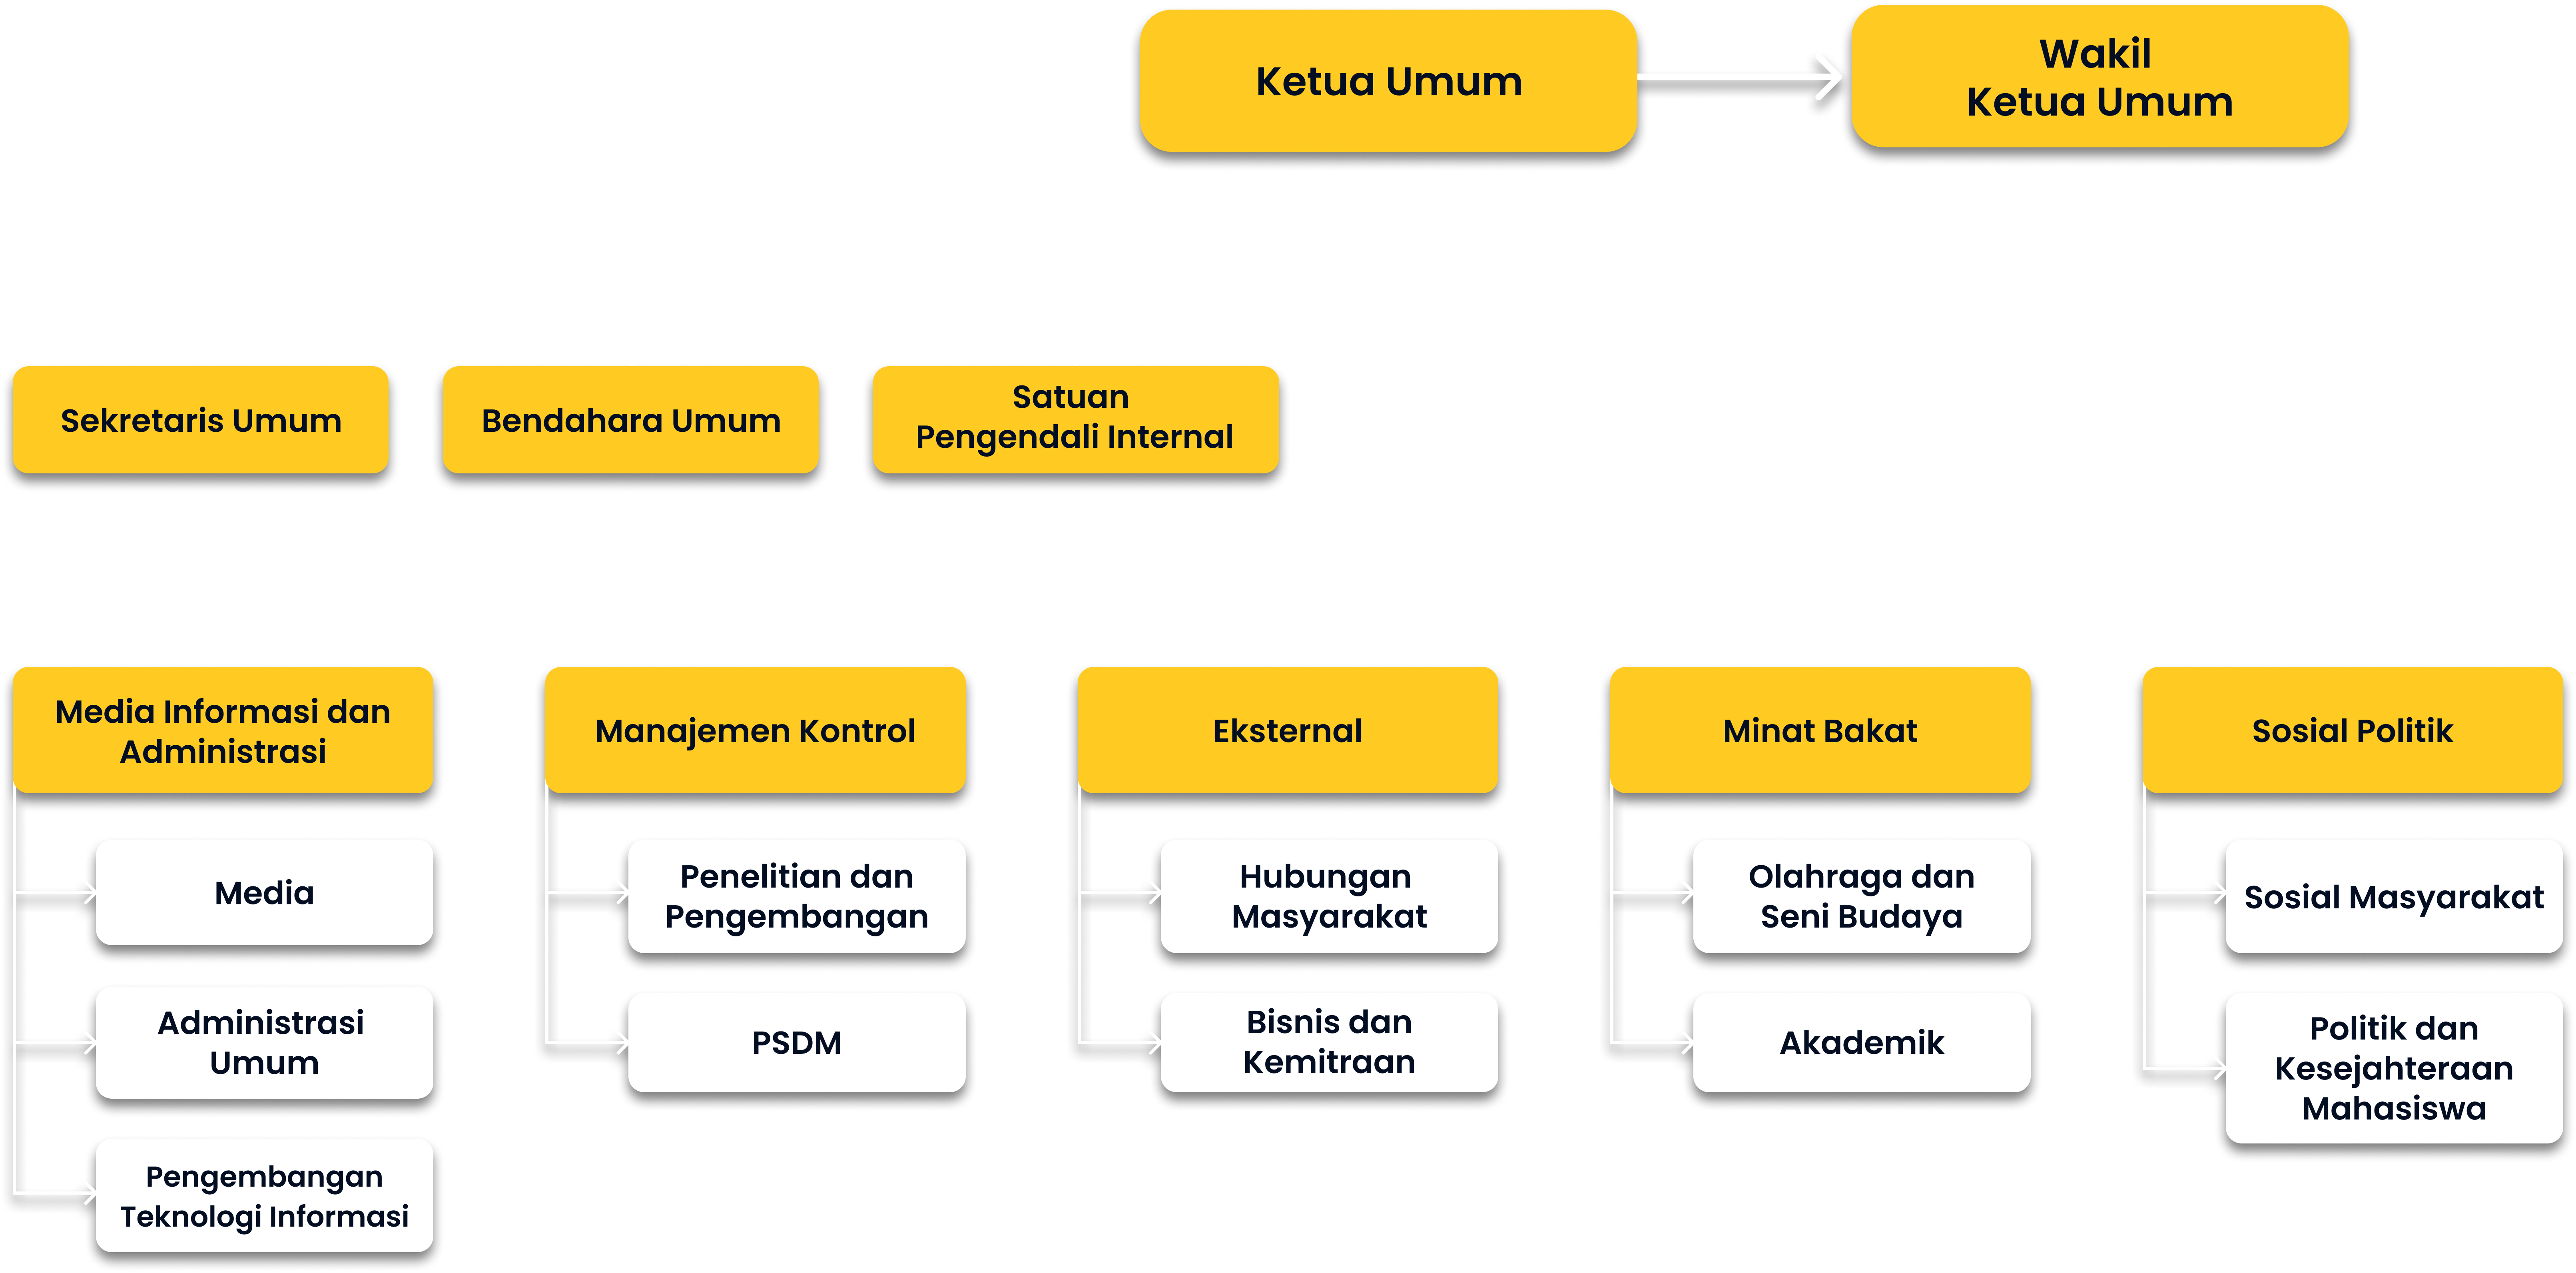 Ketua Umum
Wakil
Ketua Umum
Sekretaris Umum
Bendahara Umum
Satuan
Pengendali Internal
Media Informasi dan
Administrasi
Media
Administrasi
Umum
Pengembangan
Teknologi Informasi
Manajemen Kontrol
Penelitian dan
Pengembangan
PSDM
Eksternal
Hubungan
Masyarakat
Bisnis dan
Kemitraan
Minat Bakat
Olahraga dan
Seni Budaya
Akademik
Sosial Politik
Sosial Masyarakat
Politik dan
Kesejahteraan
Mahasiswa